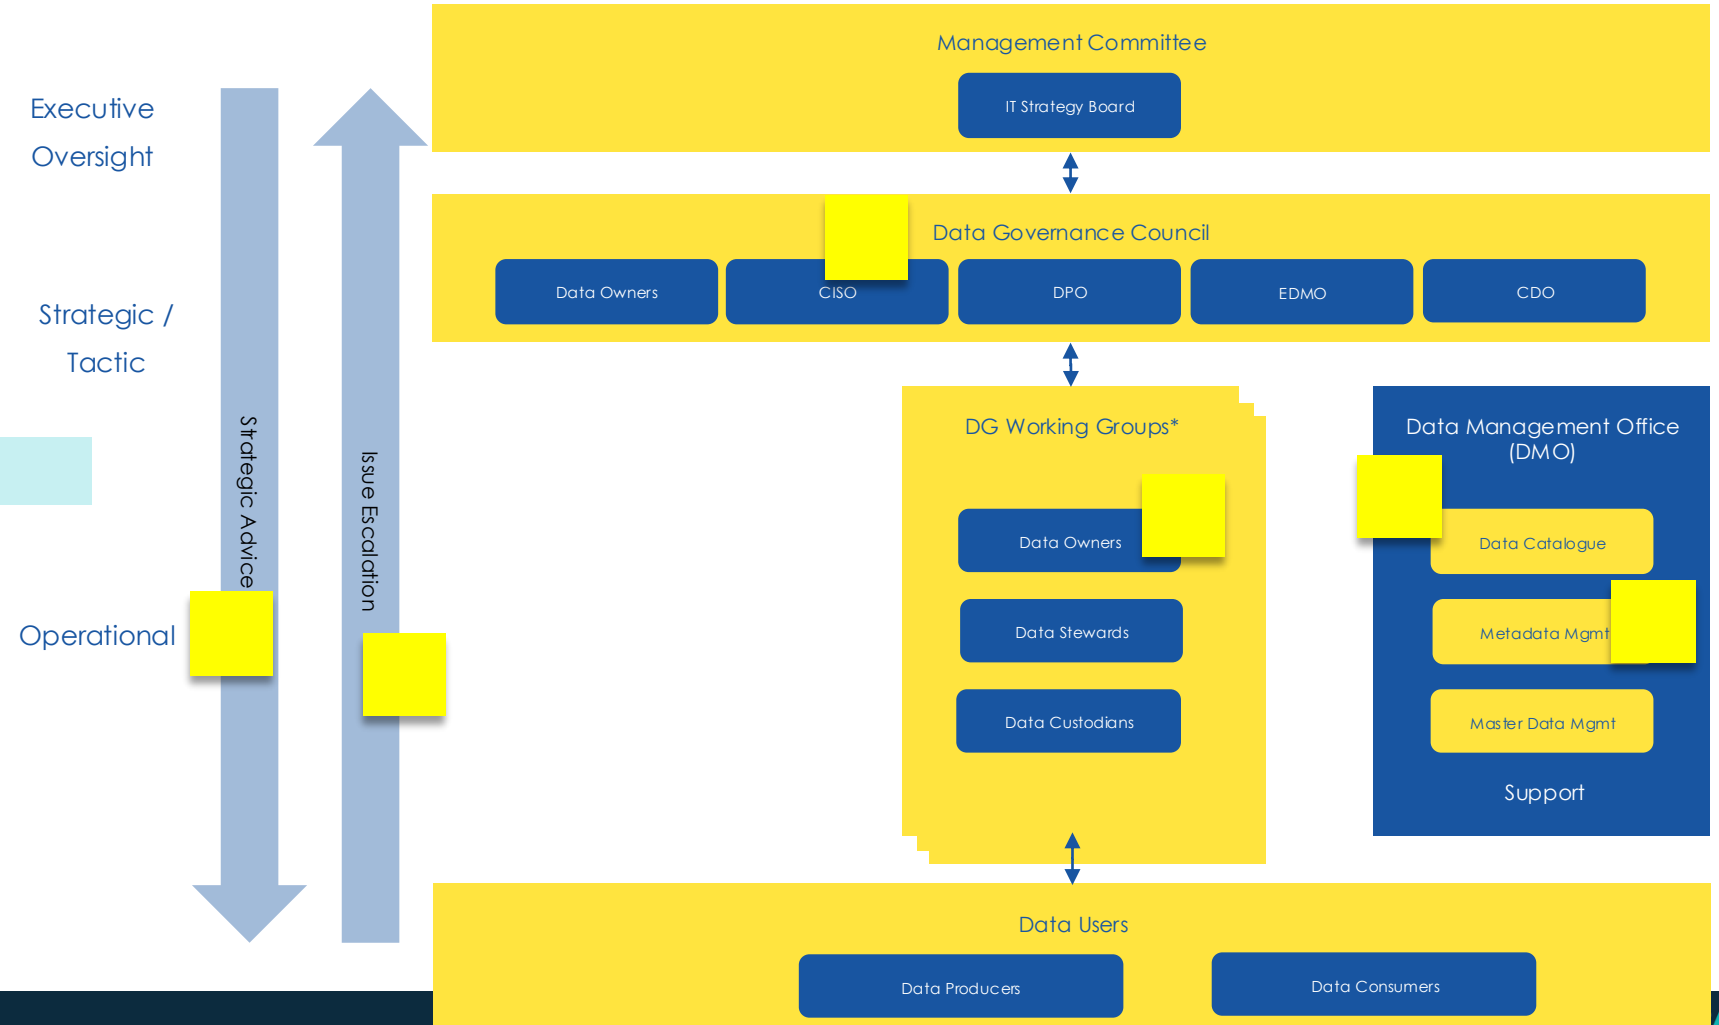 Management Committee
IT Strategy Board
Executive
Oversight
Data Governance Council
Data Owners
CISO
DPO
EDMO
CDO
Strategic /
Tactic
Strategic Advice
Issue Escalation
DG Working Groups*
Data Owners
Data Stewards
Data Custodians
Data Management Office
(DMO)
Data Catalogue
Metadata Mgmt
Master Data Mgmt
Support
Operational
Data Users
Data Producers
Data Consumers